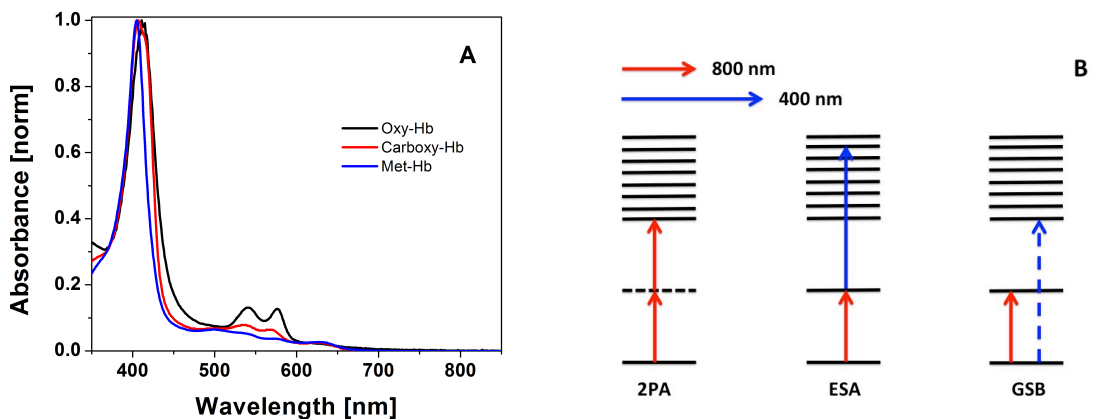 1.0
0.8
0.6
0.4
0.2
0.0
Absorbance [norm]
A
Oxy-Hb
Carboxy-Hb
Met-Hb
400
500
600
700
800
Wavelength [nm]
B
800 nm
400 nm
2PA
ESA
GSB